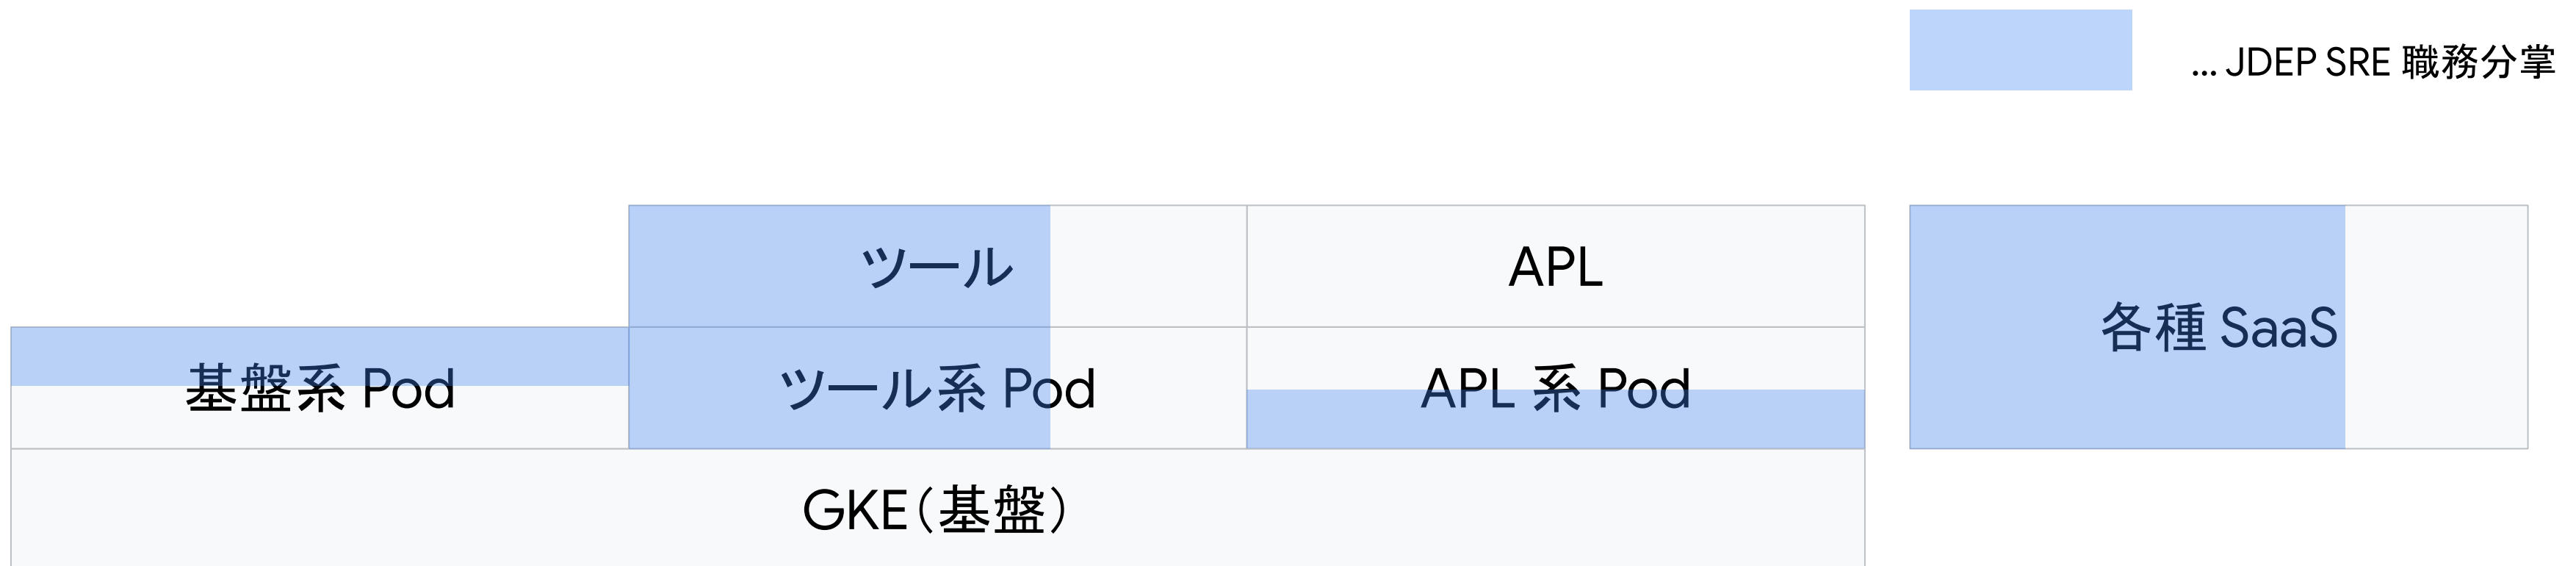 ... JDEP SRE 職務分掌
ツール
APL
各種 SaaS
基盤系 Pod
ツール系 Pod
APL 系 Pod
GKE（基盤）